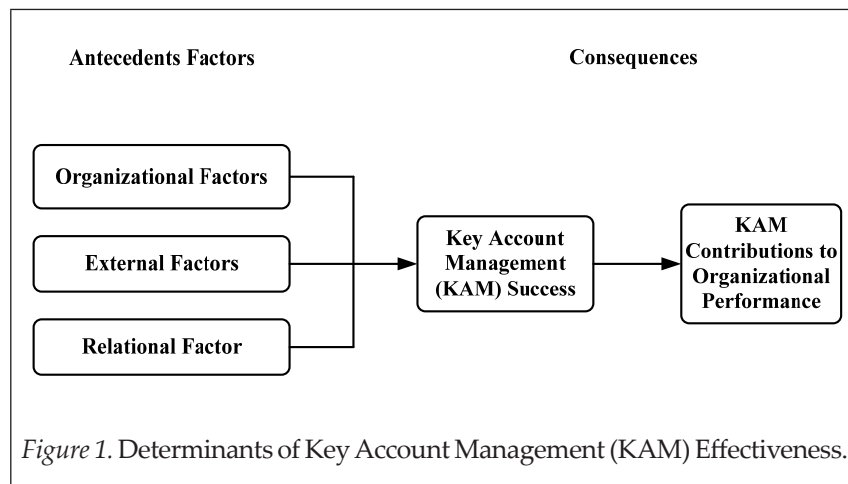 Antecedents Factors
Consequences
Organizational Factors
External Factors
Relational Factor
Key Account
Management
(KAM) Success
KAM
Contributions to
Organizational
Performance
Figure 1. Determinants of Key Account Management (KAM) Effectiveness.